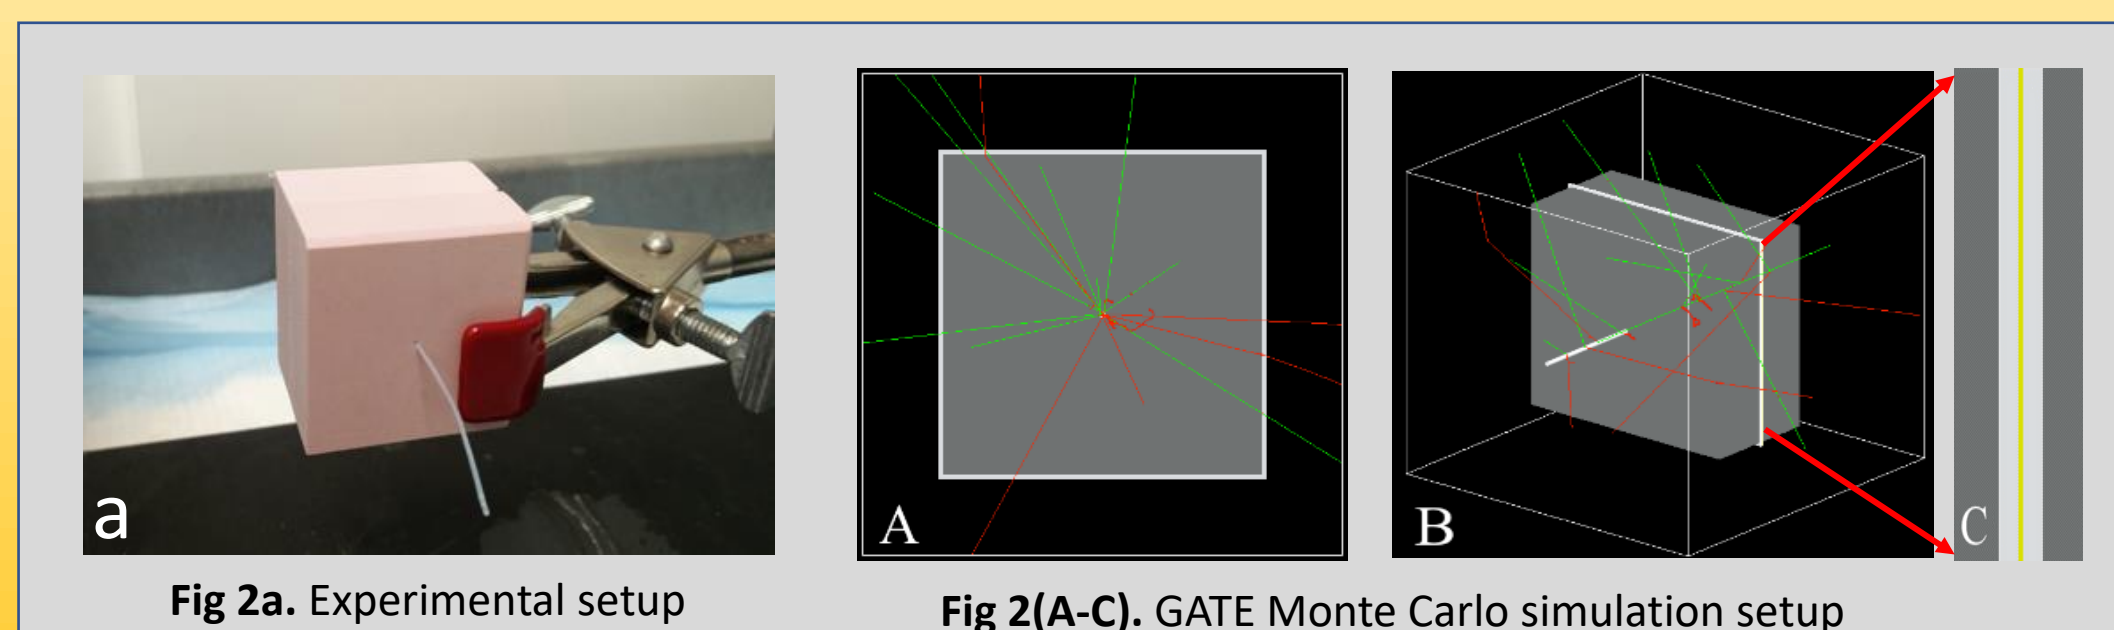 a
A
B
C
Fig 2a. Experimental setup
Fig 2(A-C). GATE Monte Carlo simulation setup